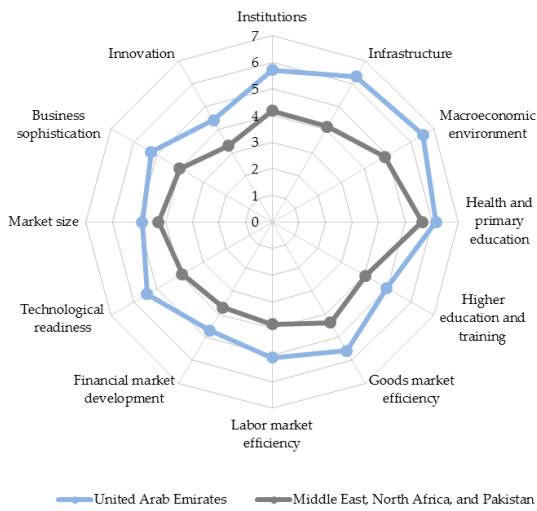 Institutions
Infrastructure
Macroeconomic
environment
Health and
primary
education
Higher
education and
training
Goods market
efficiency
Labor market
efficiency
Financial market
development
Technological
readiness
Market size
Business
sophistication
Innovation
7
6
5
4
3
2
1
0
United Arab Emirates
Middle East, North Africa, and Pakistan